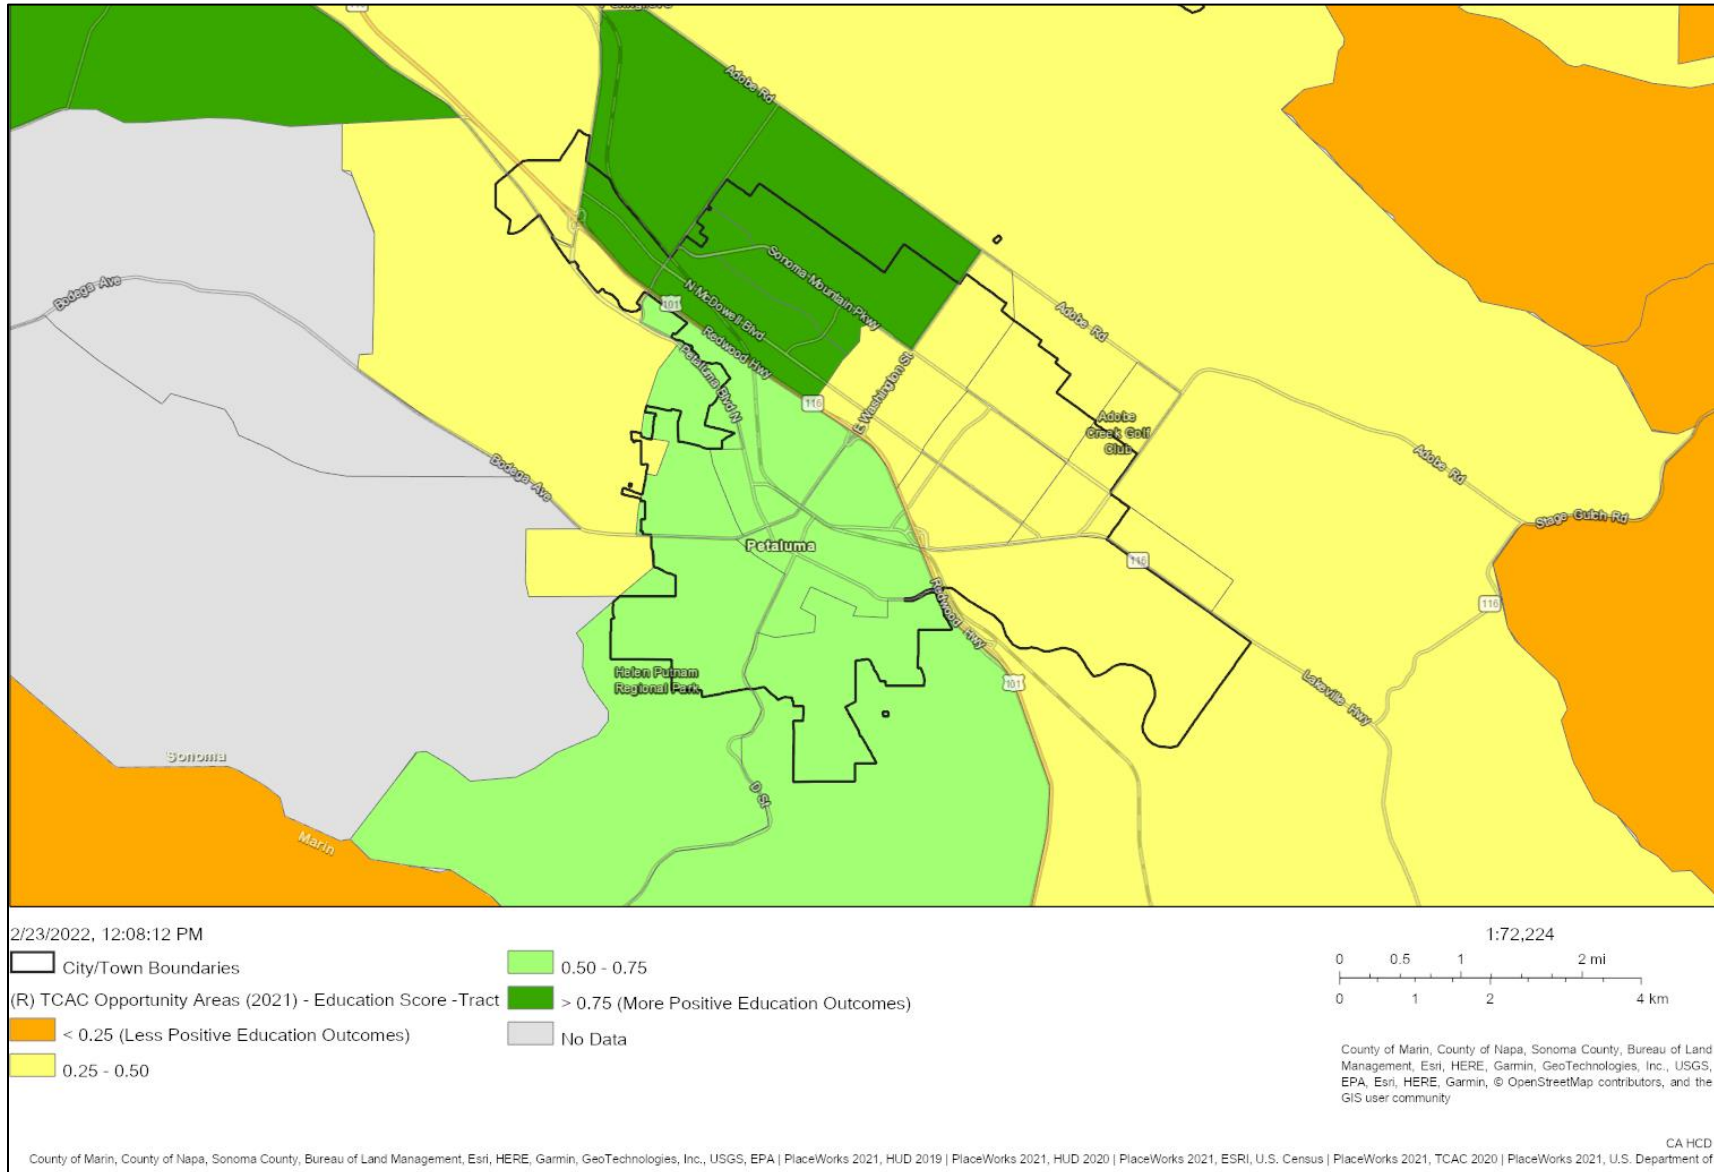 Adobe Rd
Sonoma Mountain Pkwy
Bodega Ave
101
N McDowell Blvd
Redwood Hwy
Petaluma Blvd N
Adobe Rd
E Washington St
116
Adobe
Creek Golf
Club
Bodega Ave
Adobe Rd
Stage Gulch Rd
Petaluma
116
Redwood Hwy
116
Helen Putnam
Regional Park
101
Lakeville Hwy
Sonoma
D St
Marin
2/23/2022, 12:08:12 PM
City/Town Boundaries
(R) TCAC Opportunity Areas (2021) - Education Score -Tract
< 0.25 (Less Positive Education Outcomes)
0.25 - 0.50
0.50 - 0.75
> 0.75 (More Positive Education Outcomes)
No Data
1:72,224
0 0.5 1 2 mi
0 1 2 4 km
County of Marin, County of Napa, Sonoma County, Bureau of Land
Management, Esri, HERE, Garmin, GeoTechnologies, Inc., USGS,
EPA, Esri, HERE, Garmin, © OpenStreetMap contributors, and the
GIS user community
CA HCD
County of Marin, County of Napa, Sonoma County, Bureau of Land Management, Esri, HERE, Garmin, GeoTechnologies, Inc., USGS, EPA | PlaceWorks 2021, HUD 2019 | PlaceWorks 2021, HUD 2020 | PlaceWorks 2021, ESRI, U.S. Census | PlaceWorks 2021, TCAC 2020 | PlaceWorks 2021, U.S. Department of